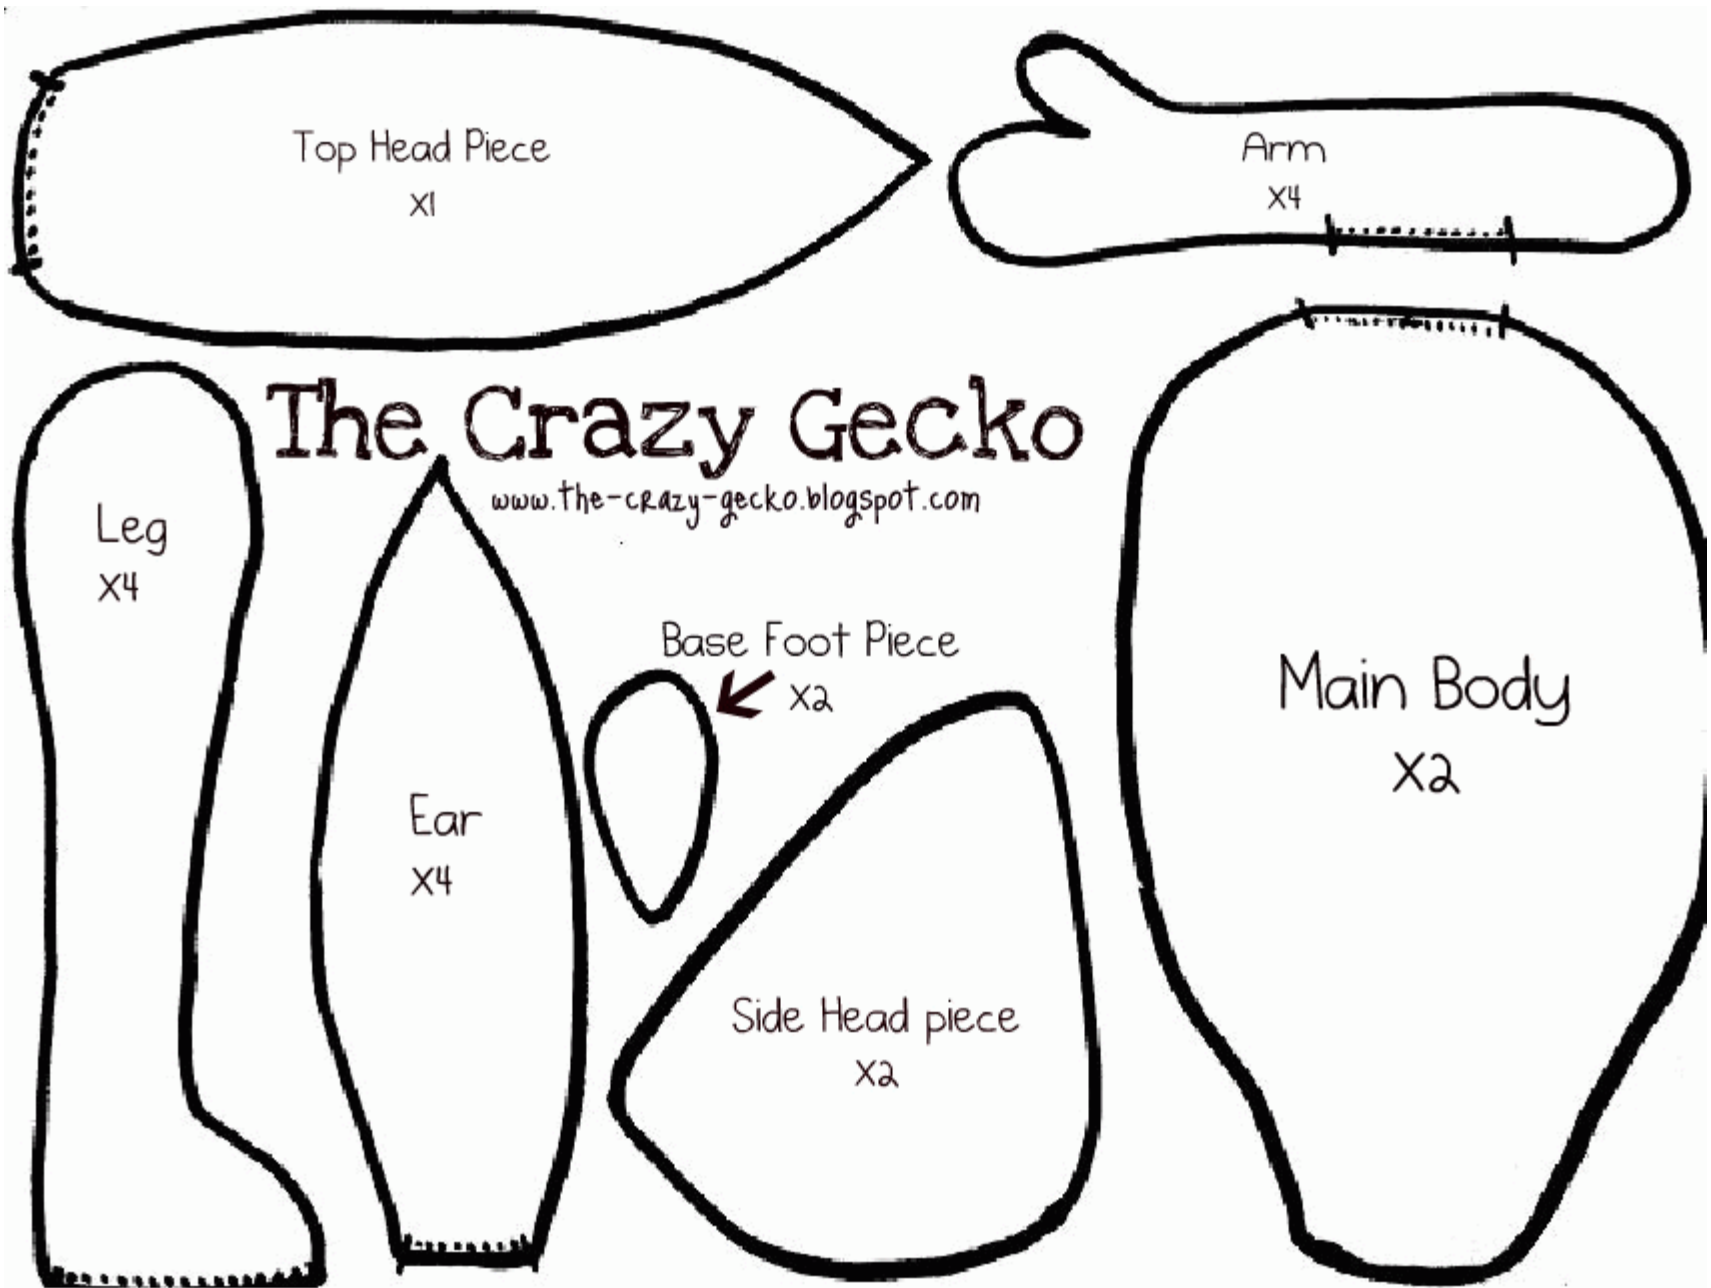 Top Head Piece
X1
Arm
X4
The Crazy Gecko
www.the-crazy-gecko.blogspot.com
Leg
X4
Base Foot Piece
X2
Main Body
X2
Ear
X4
Side Head piece
X2